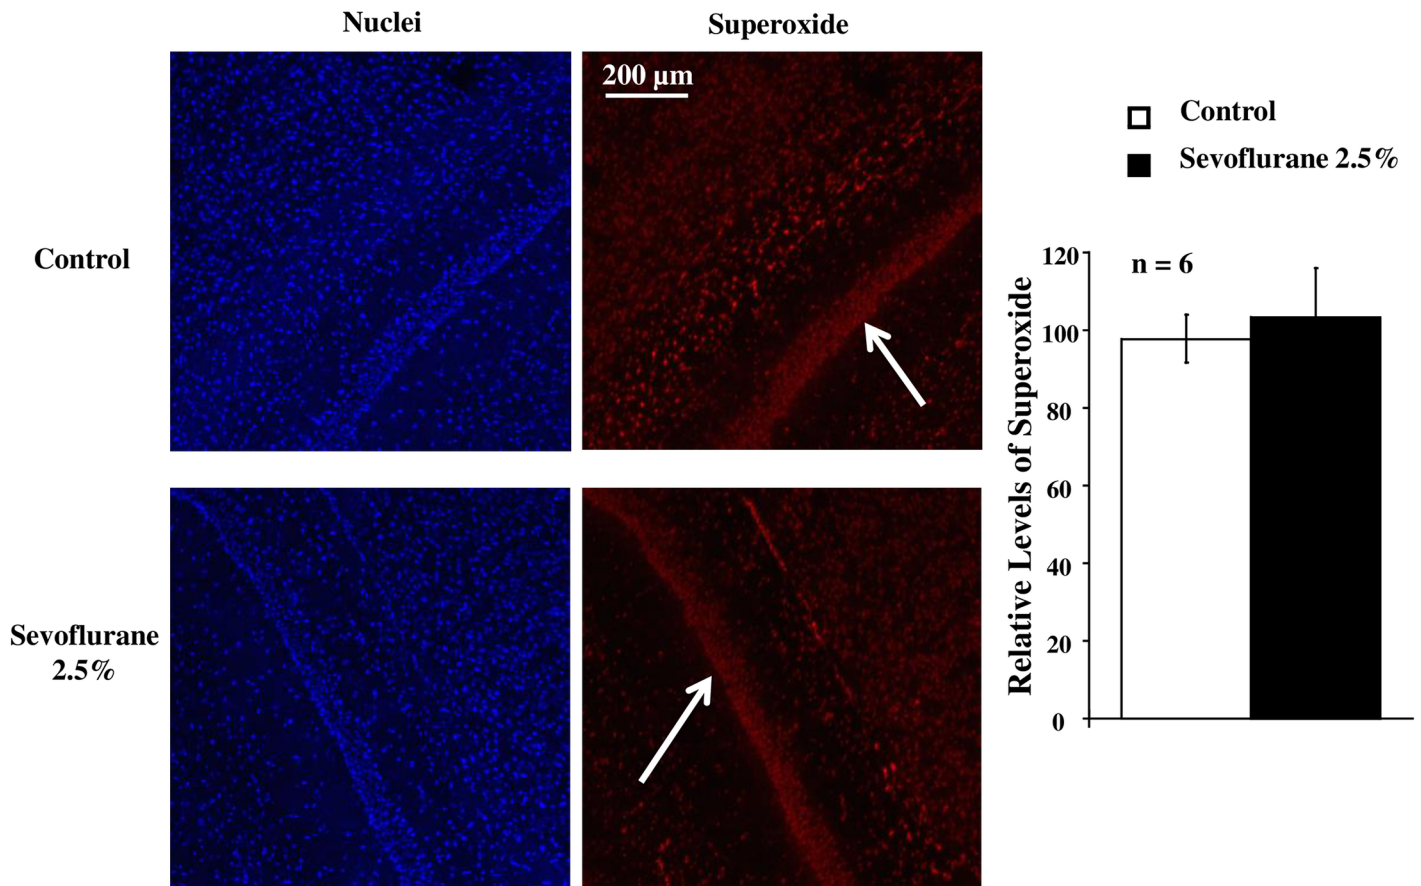 Nuclei
Superoxide
200 µm
Control
Sevoflurane
2.5%
Control
Sevoflurane 2.5%
n = 6
Relative Levels of Superoxide
120
100
80
60
40
20
0